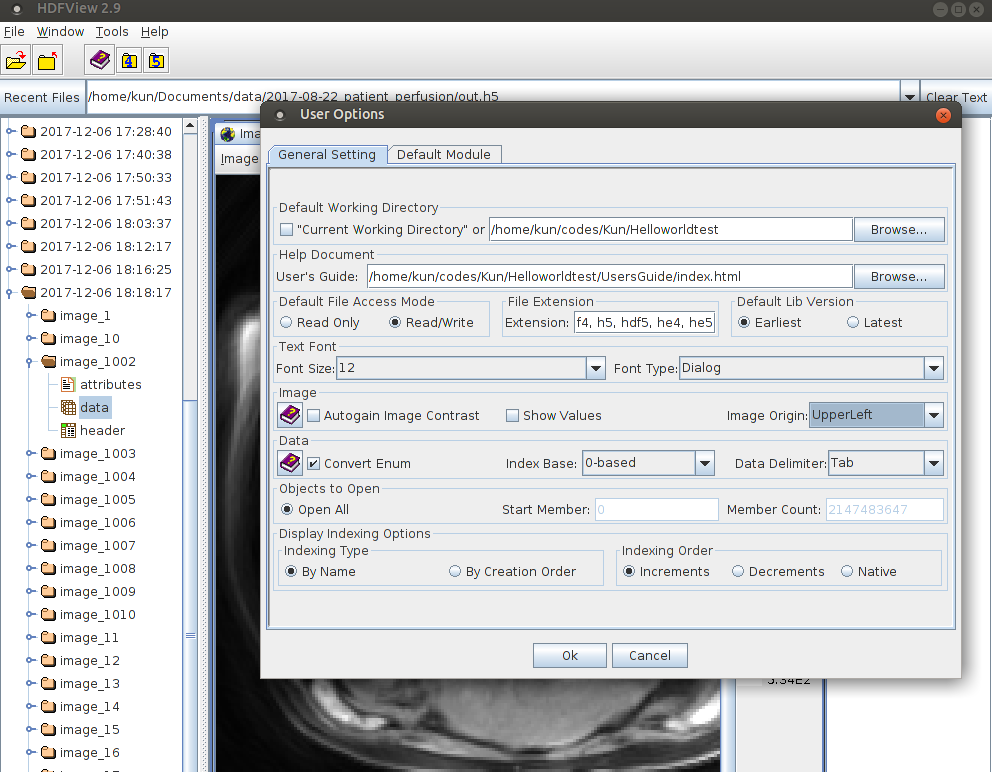 HDFView 2.9
File Window Tools Help
4 5
Recent Files /home/kun/Documents/data/2017-08-22_patient_perfusion/out.h5 Clear Text
2017-12-06 17:28:40
2017-12-06 17:40:38
2017-12-06 17:50:33
2017-12-06 17:51:43
2017-12-06 18:03:37
2017-12-06 18:12:17
2017-12-06 18:16:25
2017-12-06 18:18:17
image_1
image_10
image_1002
attributes
data
header
image_1003
image_1004
image_1005
image_1006
image_1007
image_1008
image_1009
image_1010
image_11
image_12
image_13
image_14
image_15
image_16
Ima
Image
User Options
General Setting Default Module
Default Working Directory
"Current Working Directory" or /home/kun/codes/Kun/Helloworldtest Browse...
Help Document
User's Guide: /home/kun/codes/Kun/Helloworldtest/UsersGuide/index.html Browse...
Default File Access Mode File Extension Default Lib Version
Read Only Read/Write Extension: f4, h5, hdf5, he4, he5 Earliest Latest
Text Font
Font Size: 12 Font Type: Dialog
Image
Autogain Image Contrast Show Values Image Origin: UpperLeft
Data
Convert Enum Index Base: 0-based Data Delimiter: Tab
Objects to Open
Open All Start Member: 0 Member Count: 2147483647
Display Indexing Options
Indexing Type Indexing Order
By Name By Creation Order Increments Decrements Native
Ok Cancel
5.34E2